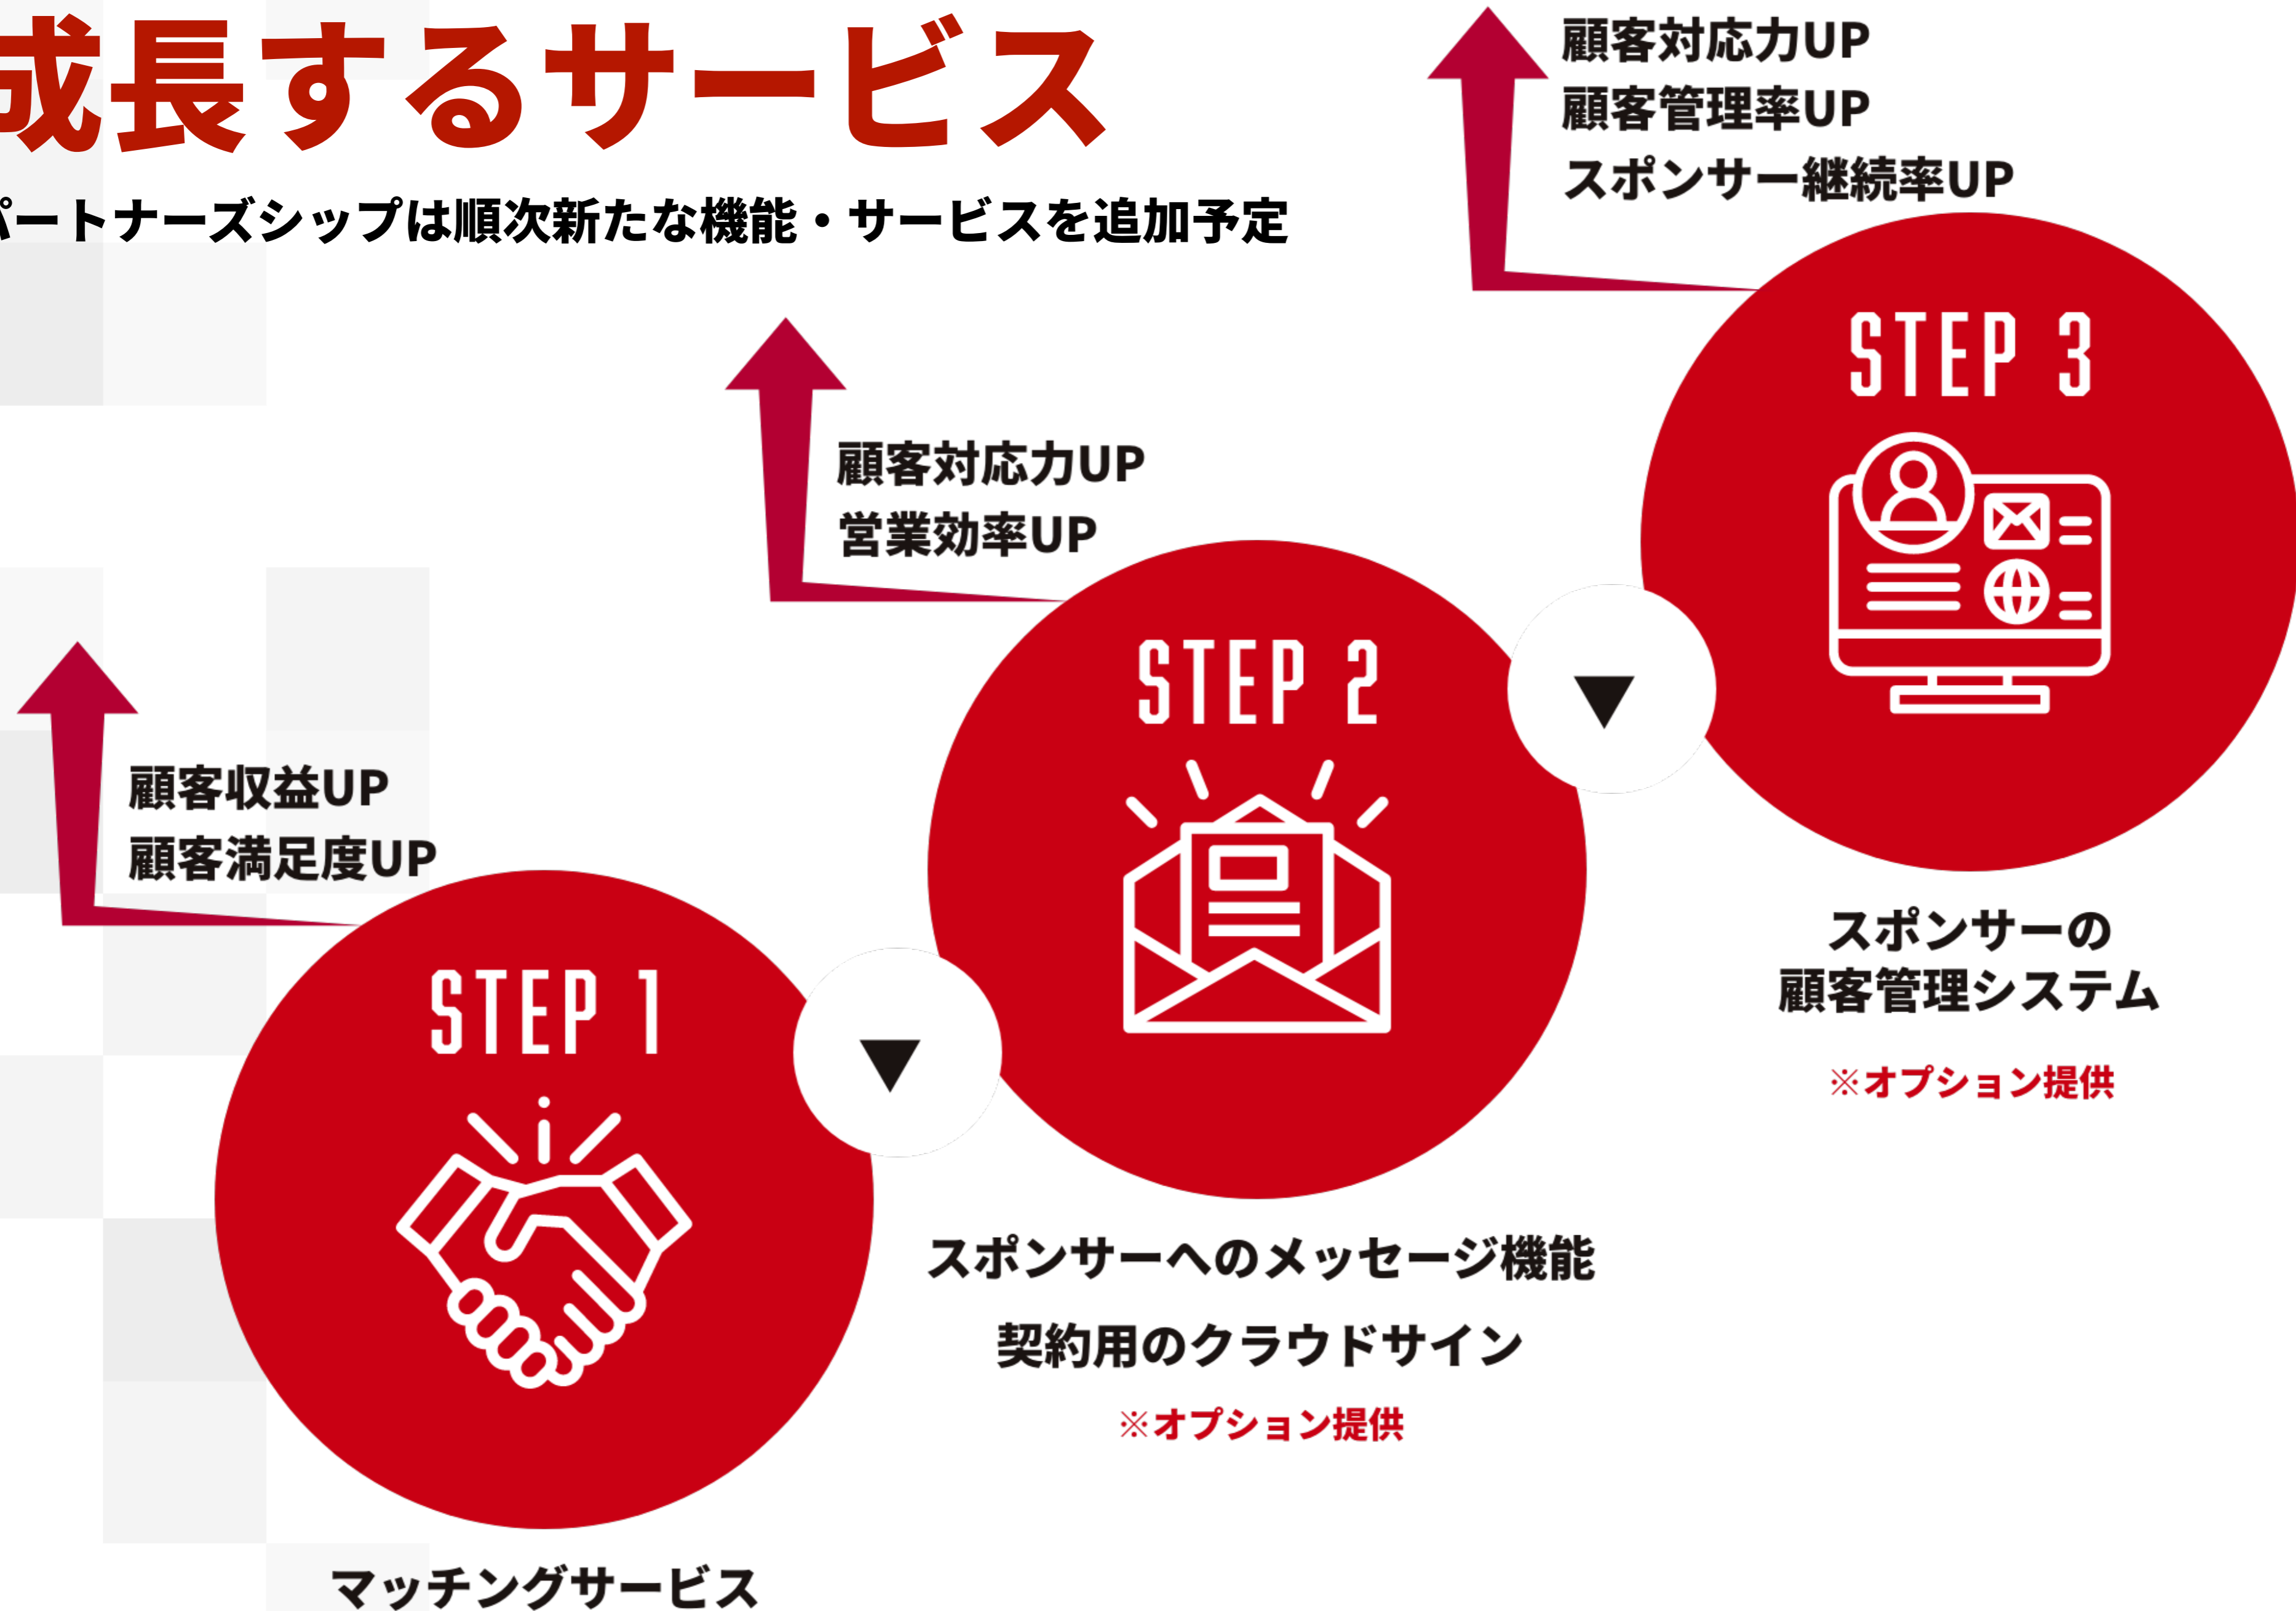 成長するサービス
パートナーズシップは順次新たな機能・サービスを追加予定
顧客対応力UP
顧客管理率UP
スポンサー継続率UP
STEP 3
スポンサーの
顧客管理システム
※オプション提供
顧客対応力UP
営業効率UP
STEP 2
▼
スポンサーへのメッセージ機能
契約用のクラウドサイン
※オプション提供
顧客収益UP
顧客満足度UP
STEP 1
▼
マッチングサービス